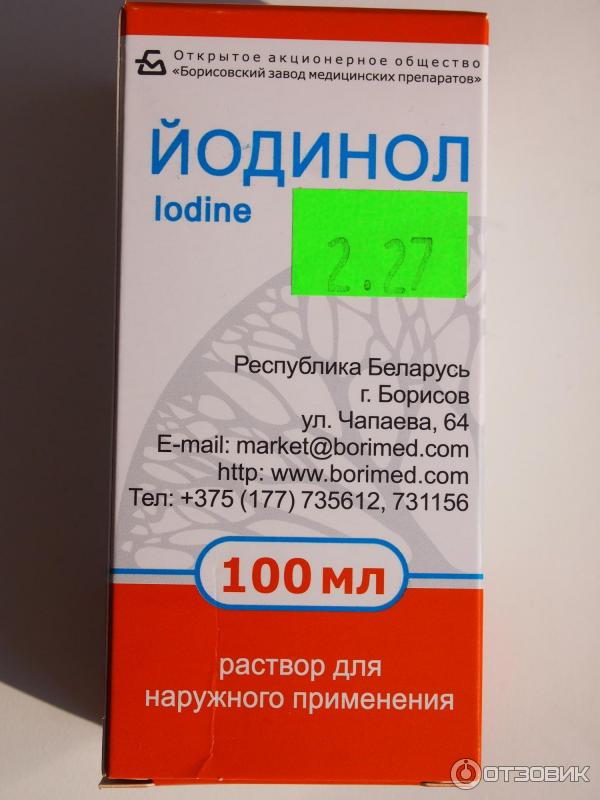 Открытое акционерное общество
«Борисовский завод медицинских препаратов»
ЙОДИНОЛ
Iodine
2.27
Республика Беларусь
г. Борисов
ул. Чапаева, 64
E-mail: market@borimed.com
http: www.borimed.com
Тел: +375 (177) 735612, 731156
100 мл
раствор для
наружного применения
ОТЗОВИК